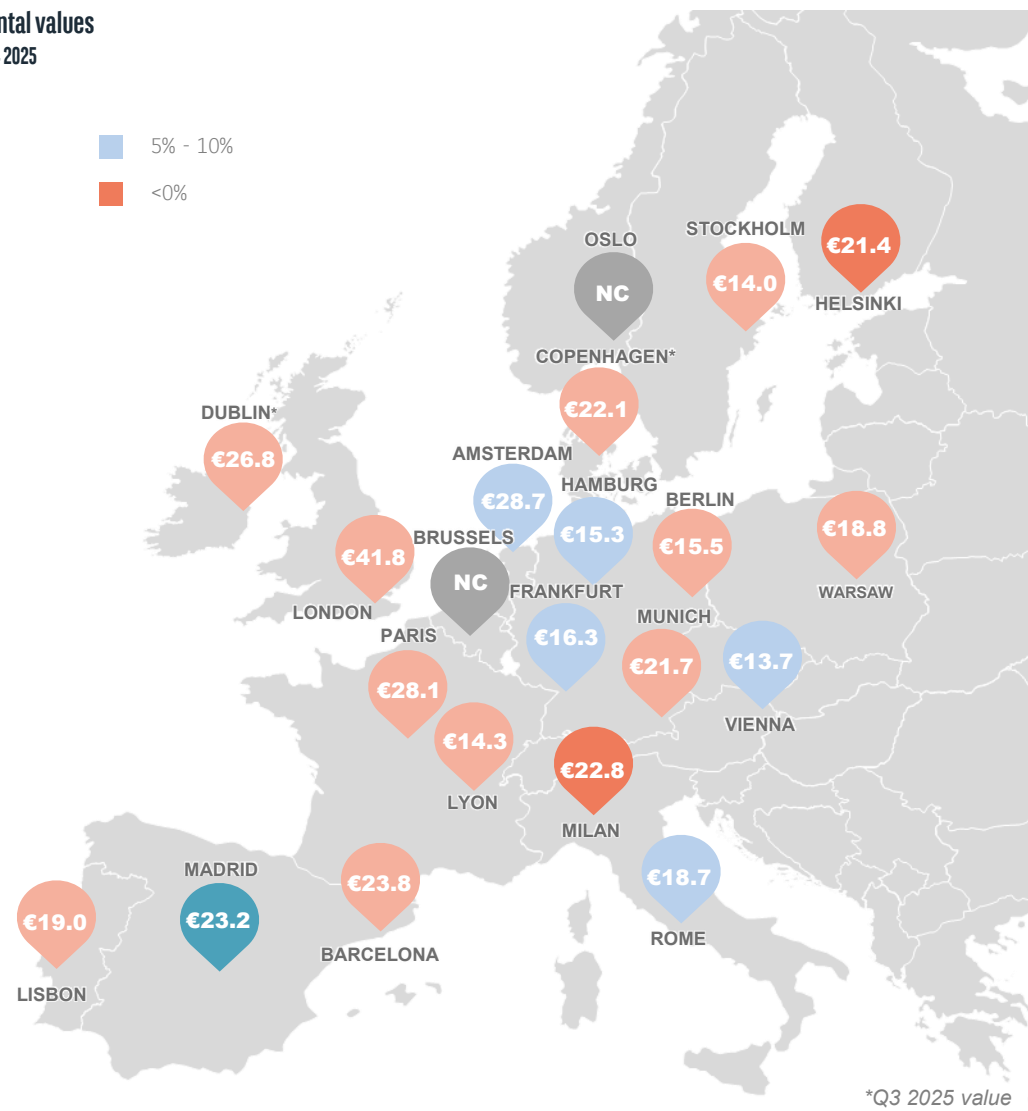 ntal values
2025
5% - 10%
<0%
OSLO
NC
STOCKHOLM
€14.0
€21.4
HELSINKI
COPENHAGEN*
€22.1
DUBLIN*
€26.8
AMSTERDAM
€28.7
HAMBURG
€15.3
BERLIN
€15.5
€18.8
WARSAW
€41.8
LONDON
BRUSSELS
NC
FRANKFURT
€16.3
MUNICH
€21.7
€13.7
VIENNA
PARIS
€28.1
€14.3
LYON
€22.8
MILAN
€18.7
ROME
MADRID
€23.2
€23.8
BARCELONA
€19.0
LISBON
*Q3 2025 value